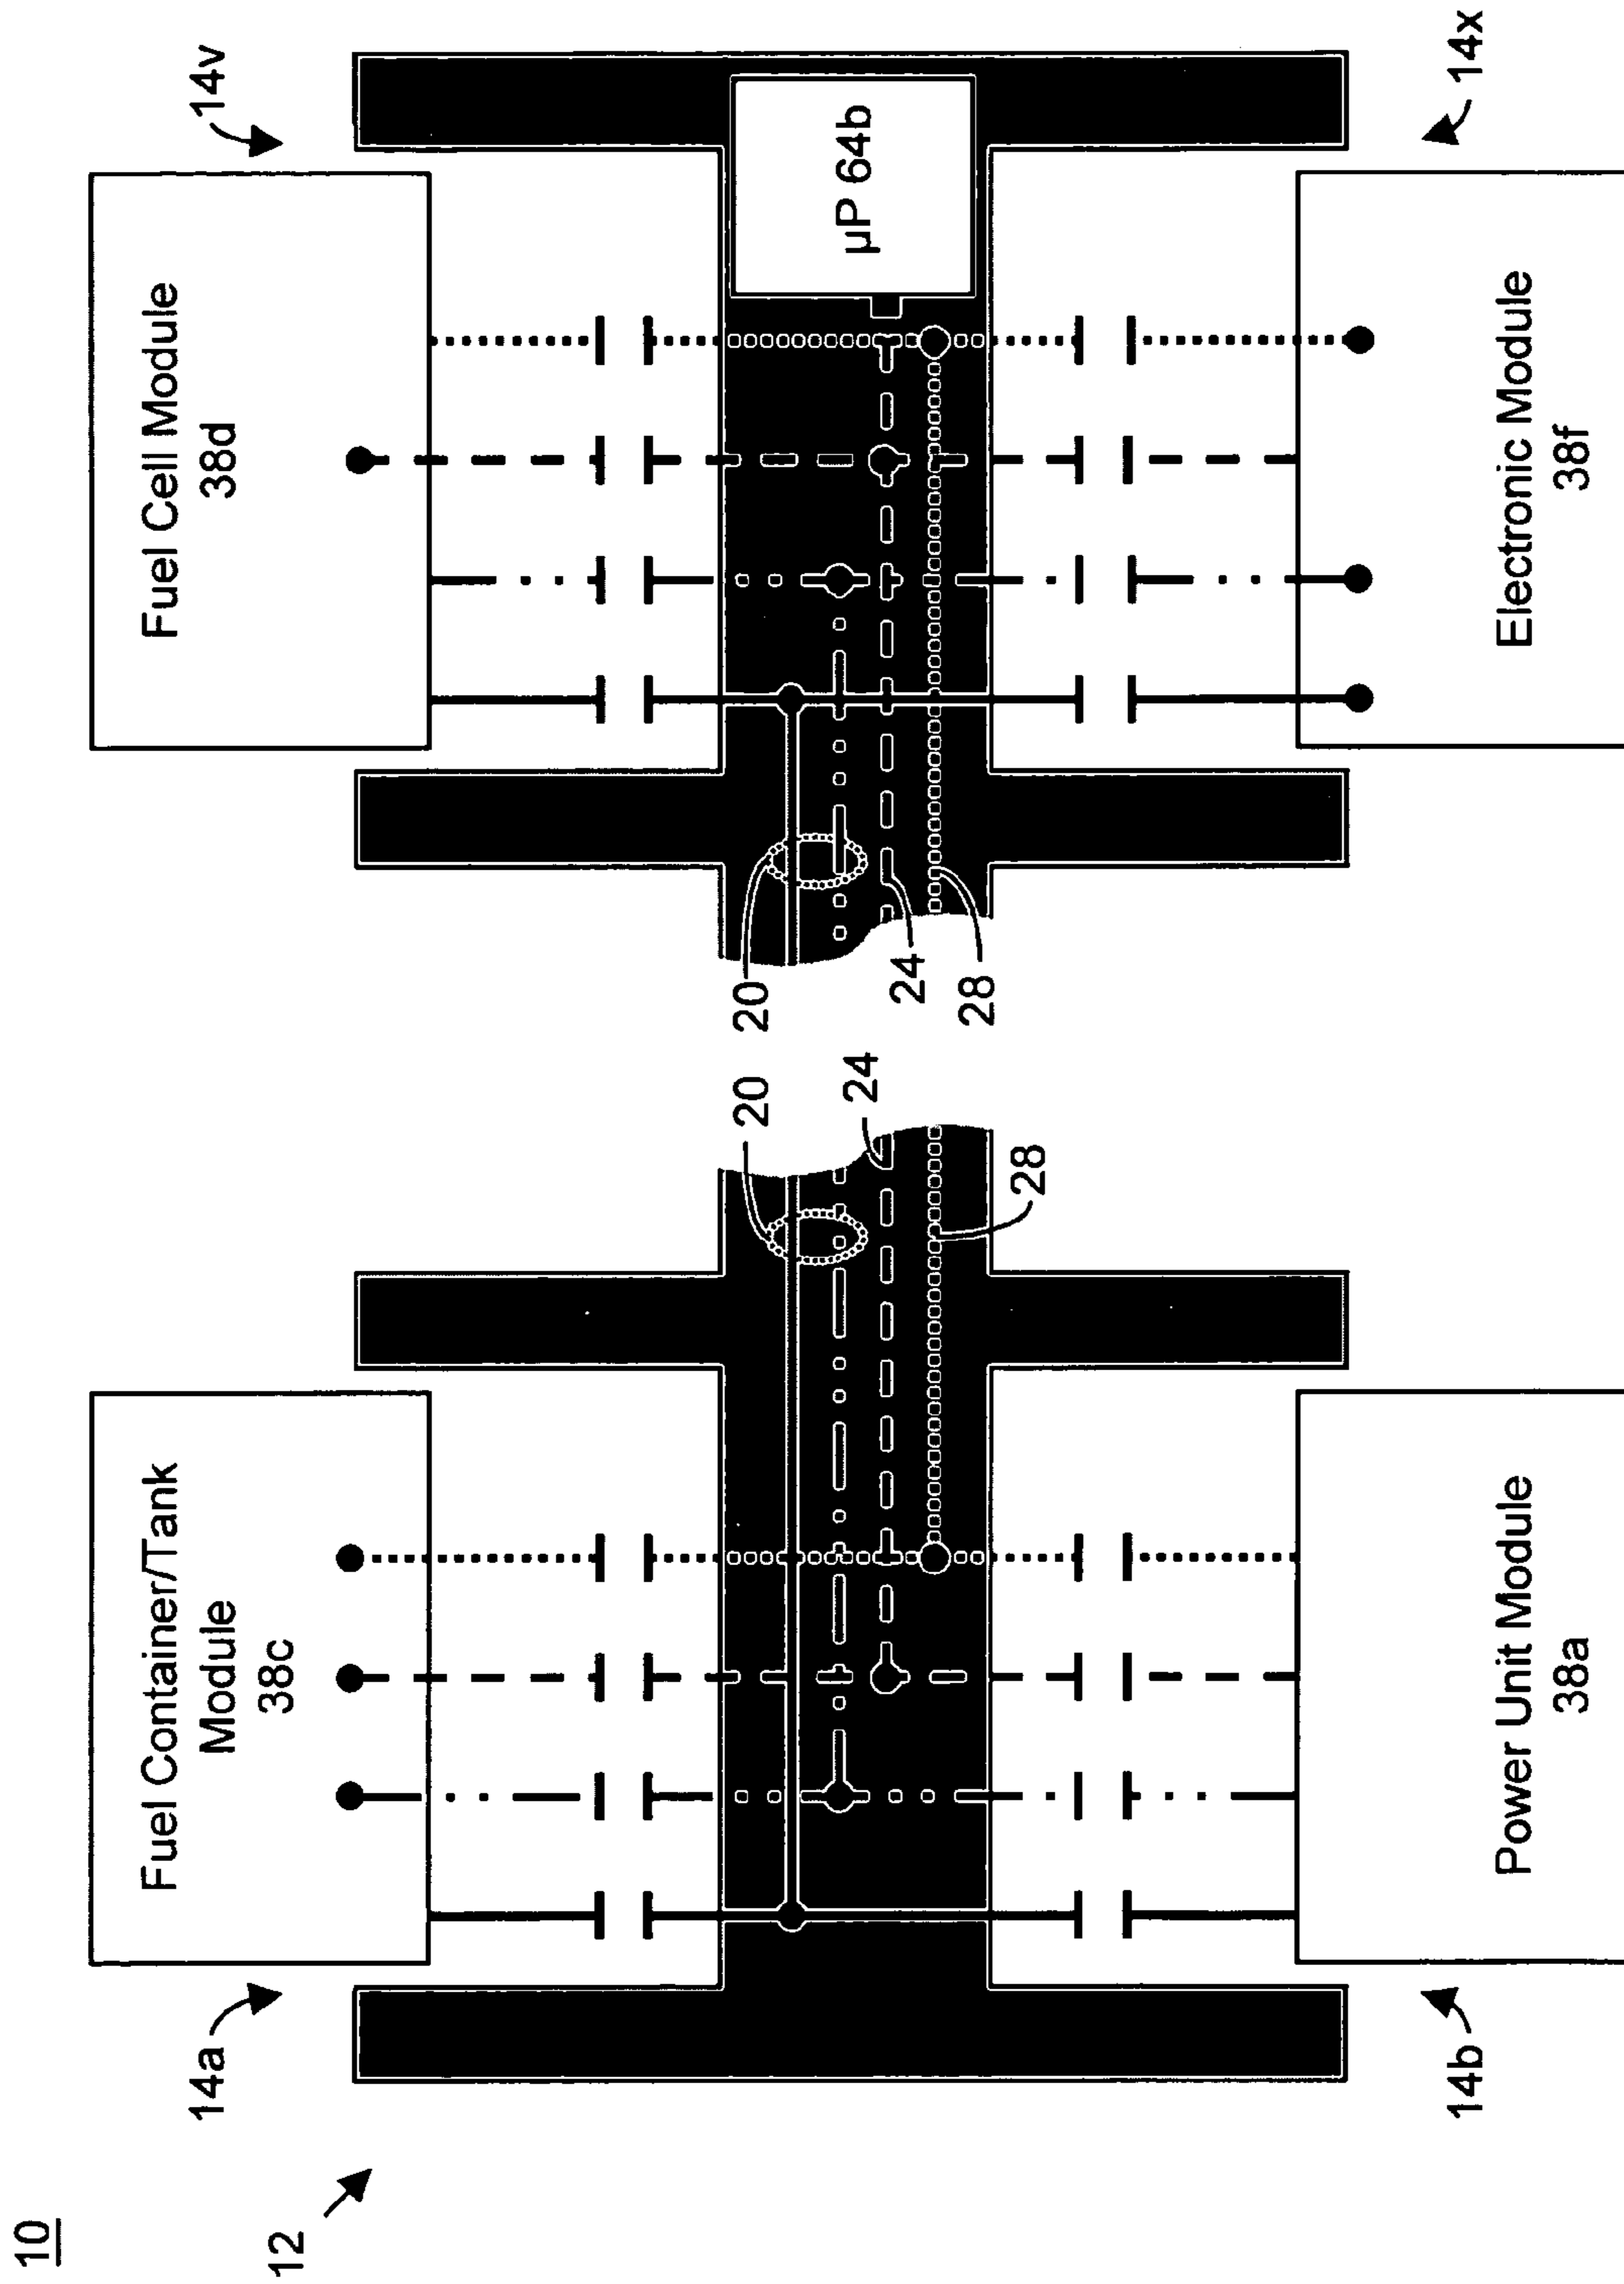 10
12
14a
14v
Fuel Container/Tank
Module
38c
Fuel Cell Module
38d
20
20
24
24
28
28
µP 64b
14b
14x
Power Unit Module
38a
Electronic Module
38f